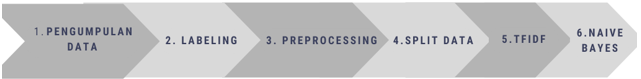 1.PENGUMPULAN
DATA
2. LABELING
3. PREPROCESSING
4.SPLIT DATA
5.TFIDF
6.NAIVE
BAYES